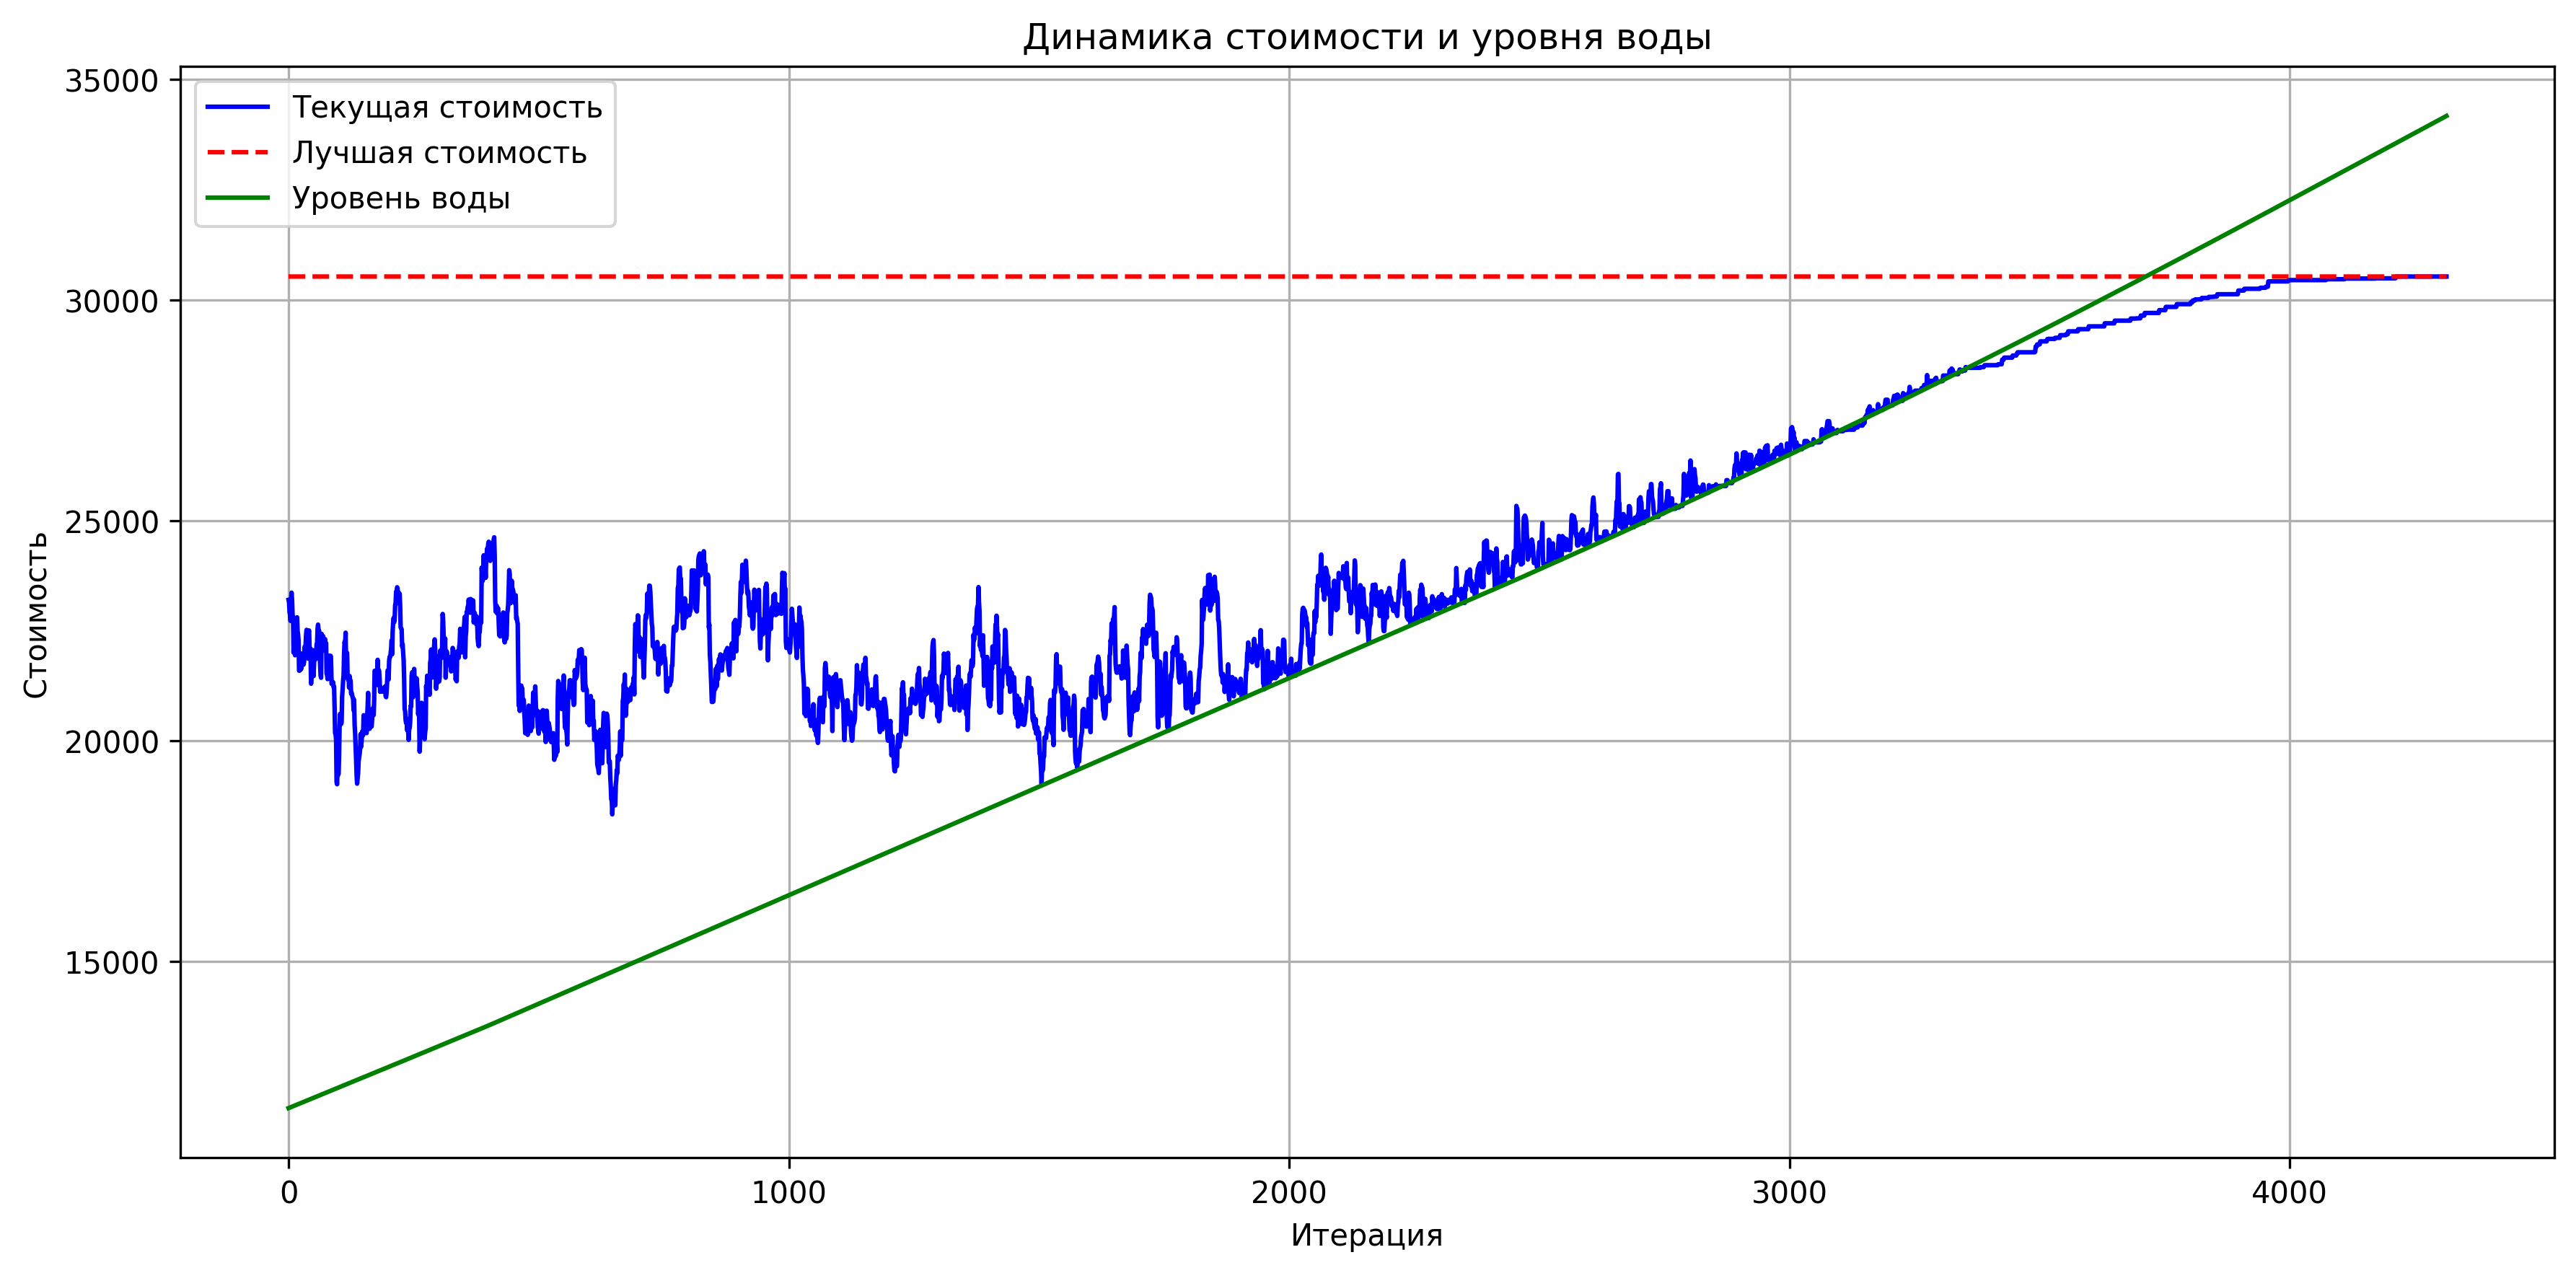 Динамика стоимости и уровня воды
35000
30000
25000
20000
15000
Стоимость
Текущая стоимость
Лучшая стоимость
Уровень воды
0 1000 2000 3000 4000
Итерация